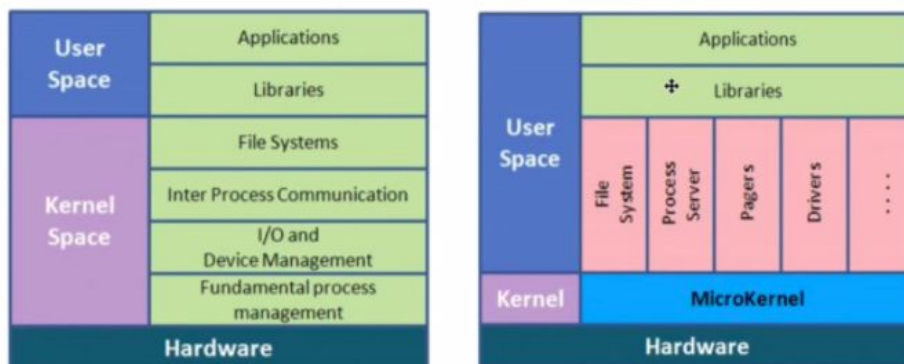 User
Space
Applications
Libraries
Kernel
Space
File Systems
Inter Process Communication
I/O and
Device Management
Fundamental process
management
Hardware
User
Space
Applications
Libraries
File
System
Process
Server
Pagers
Drivers
. . . .
Kernel
MicroKernel
Hardware